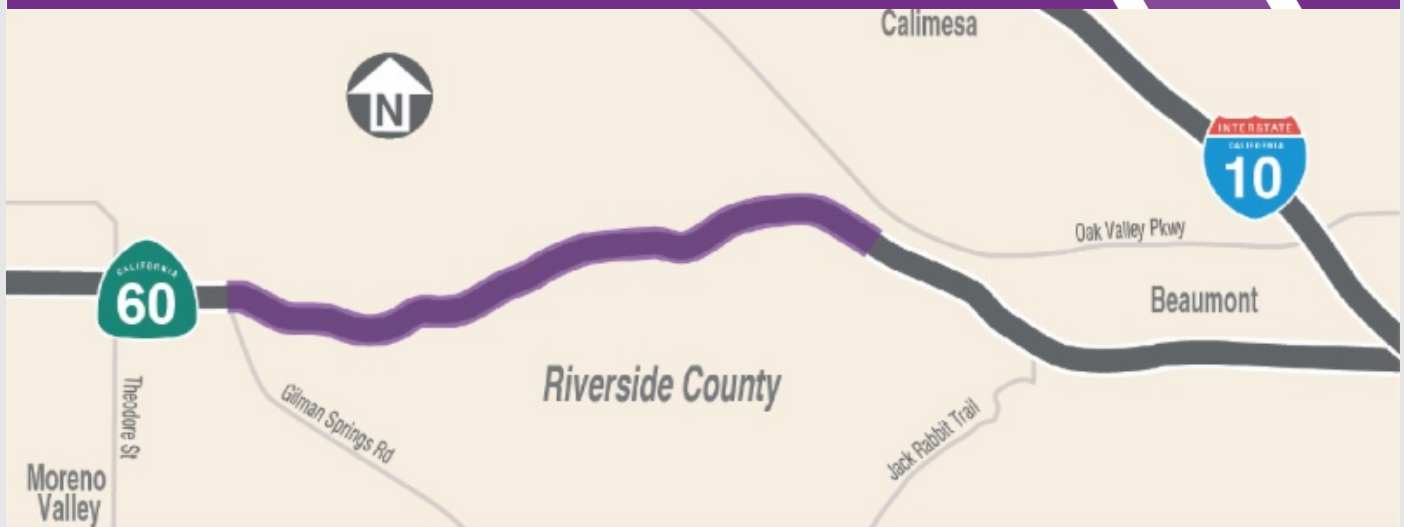 Calimesa
N
INTERSTATE
CALIFORNIA
10
Oak Valley Pkwy
CALIFORNIA
60
Beaumont
Riverside County
Theodore St
Gilman Springs Rd
Jack Rabbit Trail
Moreno
Valley